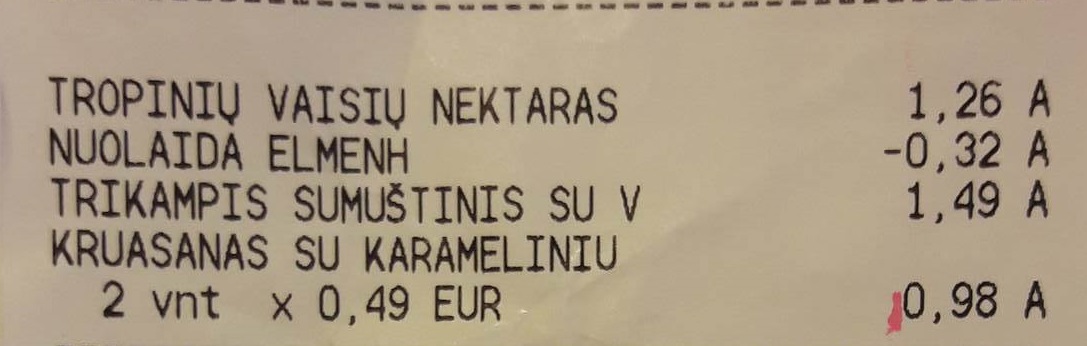 TROPINIŲ VAISIŲ NEKTARAS 1,26 A
NUOLAIDA ELMENH -0,32 A
TRIKAMPIS SUMUŠTINIS SU V 1,49 A
KRUASANAS SU KARAMELINIU
2 vnt x 0,49 EUR 0,98 A